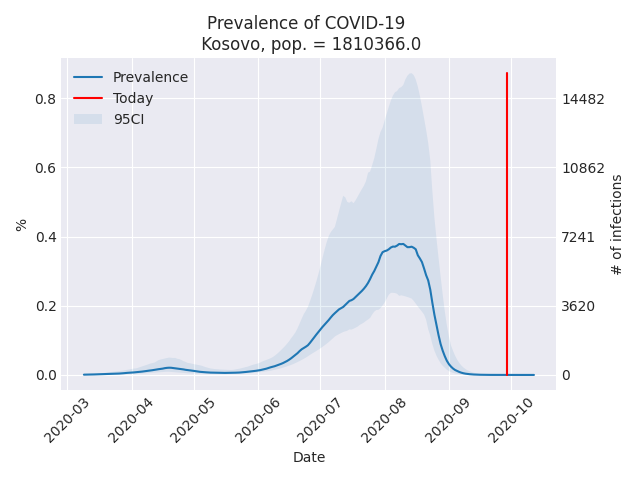 Prevalence of COVID-19
Kosovo, pop. = 1810366.0
Prevalence
Today
95CI
%
0.8
0.6
0.4
0.2
0.0
14482
10862
7241
3620
0
# of infections
2020-03
2020-04
2020-05
2020-06
2020-07
2020-08
2020-09
2020-10
Date